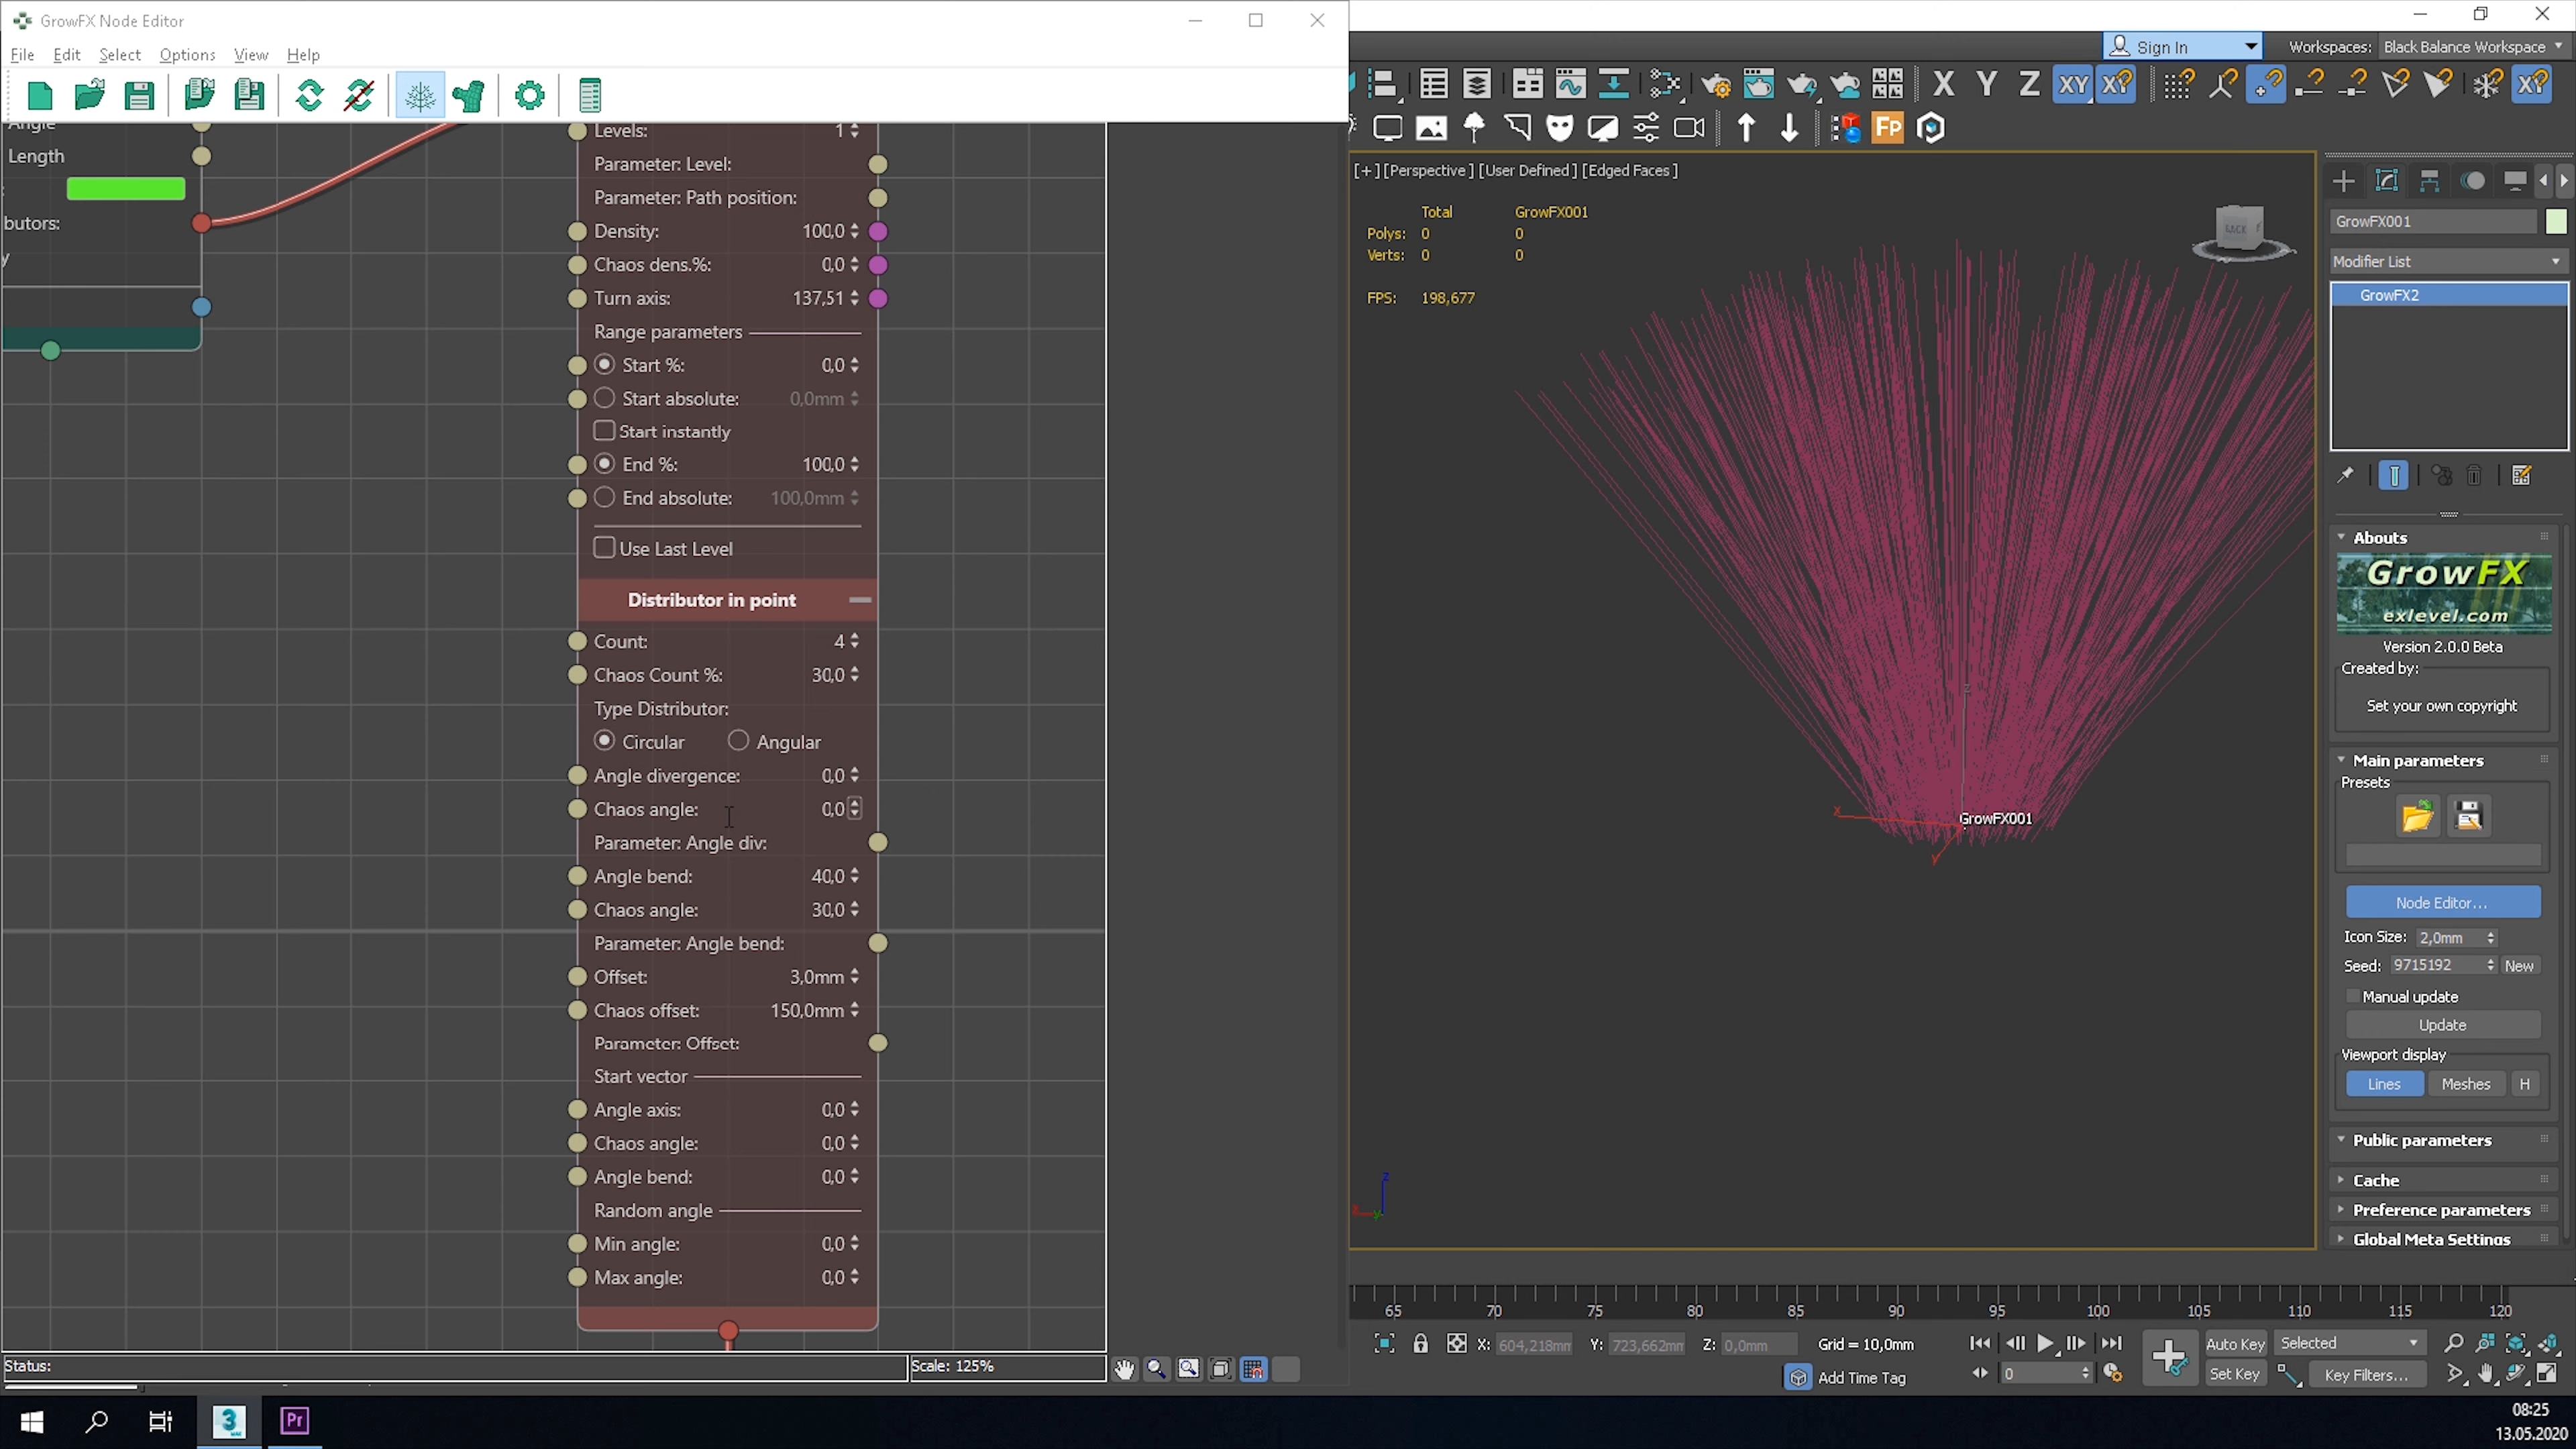 GrowFX Node Editor
File Edit Select Options View Help
Angle
Length
butors:
y
Levels: 1
Parameter: Level:
Parameter: Path position:
Density: 100,0
Chaos dens.%: 0,0
Turn axis: 137,51
Range parameters
Start %: 0,0
Start absolute: 0,0mm
Start instantly
End %: 100,0
End absolute: 100,0mm
Use Last Level
Distributor in point
Count: 4
Chaos Count %: 30,0
Type Distributor:
Circular Angular
Angle divergence: 0,0
Chaos angle: 0,0
Parameter: Angle div:
Angle bend: 40,0
Chaos angle: 30,0
Parameter: Angle bend:
Offset: 3,0mm
Chaos offset: 150,0mm
Parameter: Offset:
Start vector
Angle axis: 0,0
Chaos angle: 0,0
Angle bend: 0,0
Random angle
Min angle: 0,0
Max angle: 0,0
Status:
Scale: 125%
Sign In
Workspaces: Black Balance Workspace
X Y Z XY XY
XY
Fp
[+] [Perspective ] [User Defined ] [Edged Faces ]
Total GrowFX001
Polys: 0 0
Verts: 0 0
FPS: 198,677
x
y
z
GrowFX001
GrowFX001
Modifier List
GrowFX2
Abouts
GrowFX
exlevel.com
Version 2.0.0 Beta
Created by:
Set your own copyright
Main parameters
Presets
Node Editor...
Icon Size: 2,0mm
Seed: 9715192 New
Manual update
Update
Viewport display
Lines Meshes H
Public parameters
Cache
Preference parameters
Global Meta Settings
65 70 75 80 85 90 95 100 105 110 115 120
X: 604,218mm Y: 723,662mm Z: 0,0mm Grid = 10,0mm
Add Time Tag
0
Auto Key Selected
Set Key Key Filters...
3
Pr
08:25
13.05.2020